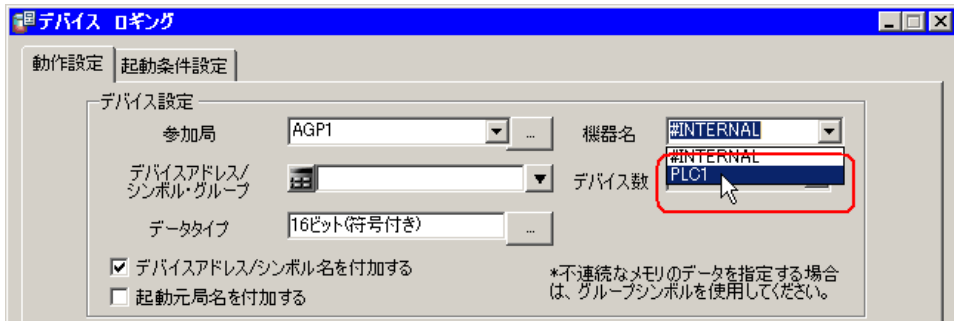 デバイス ロギング
動作設定 起動条件設定
デバイス設定
参加局 AGP1 ... 機器名 #INTERNAL
#INTERNAL
PLC1
デバイスアドレス/
シンボル・グループ
デバイス数
データタイプ 16ビット(符号付き) ...
デバイスアドレス/シンボル名を付加する
起動元局名を付加する
*不連続なメモリのデータを指定する場合
は、グループシンボルを使用してください。